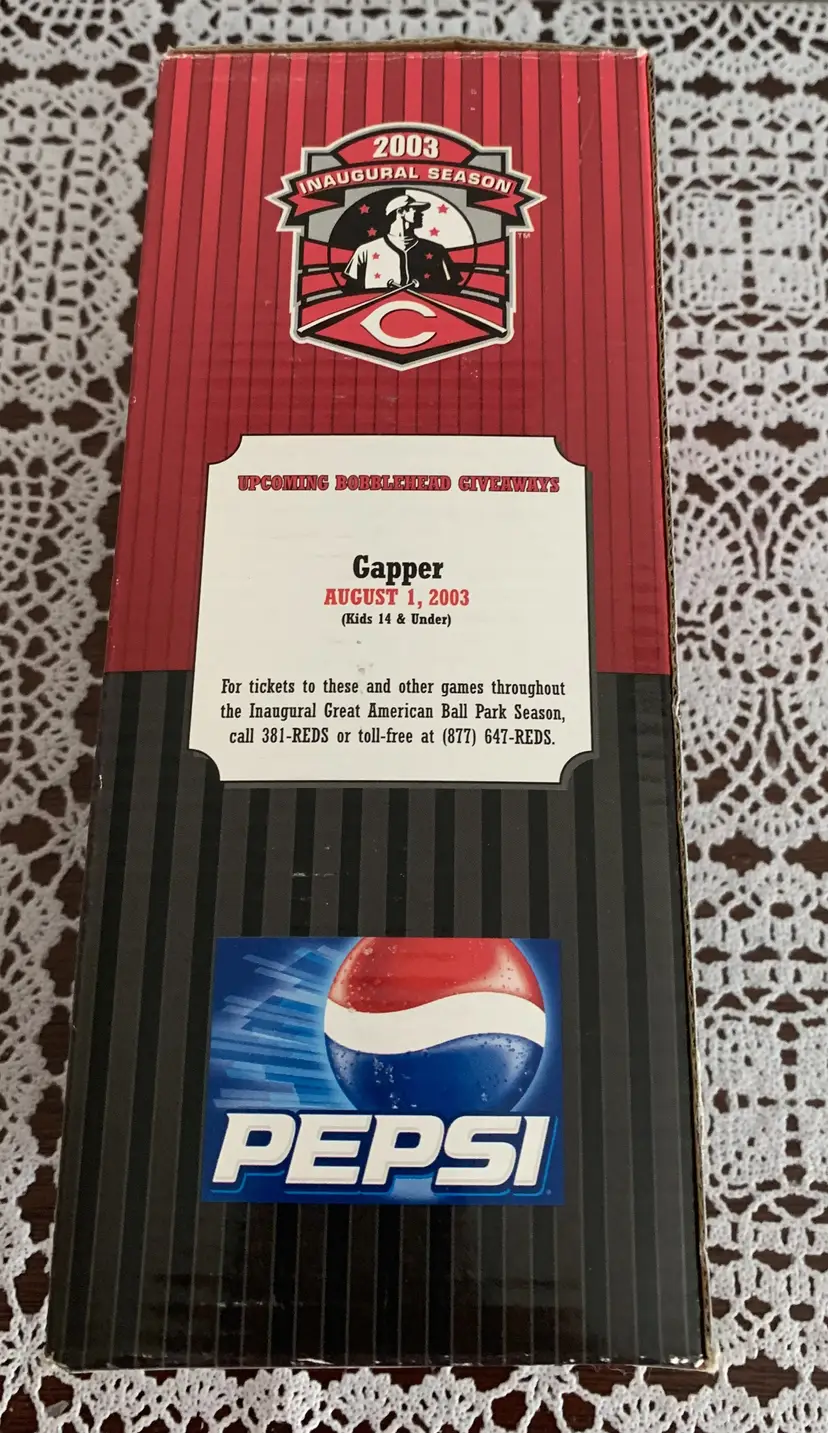 2003
INAUGURAL SEASON
TM
C
UPCOMING BOBBLEHEAD GIVEAWAYS
Gapper
AUGUST 1, 2003
(Kids 14 & Under)
For tickets to these and other games throughout
the Inaugural Great American Ball Park Season,
call 381-REDS or toll-free at (877) 647-REDS.
PEPSI